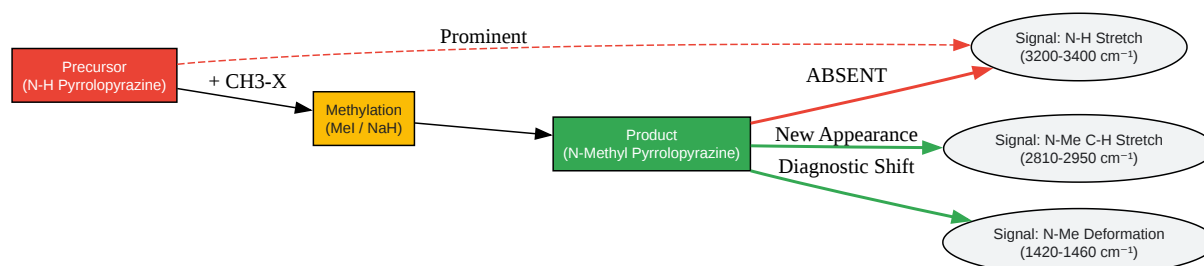 Prominent
Signal: N-H Stretch
(3200-3400 cm⁻¹)
Precursor
(N-H Pyrrolopyrazine)
+ CH3-X
ABSENT
Methylation
(MeI / NaH)
Product
(N-Methyl Pyrrolopyrazine)
New Appearance
Signal: N-Me C-H Stretch
(2810-2950 cm⁻¹)
Diagnostic Shift
Signal: N-Me Deformation
(1420-1460 cm⁻¹)